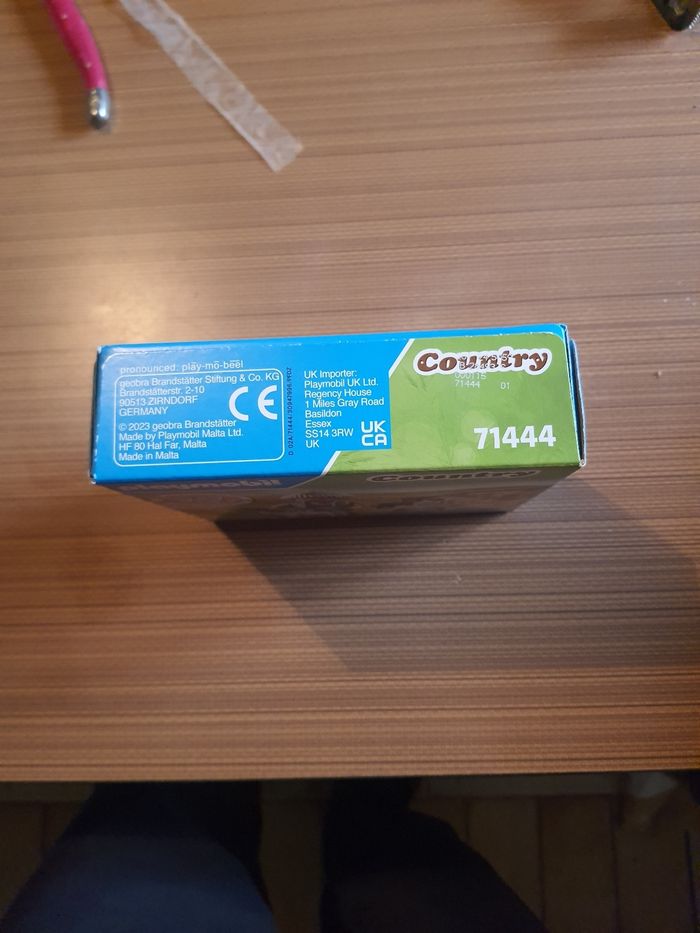 pronounced: play-mo-beel
geobra Brandstätter Stiftung & Co. KG
Brandstätterstr. 2-10
90513 ZIRNDORF
GERMANY
© 2023 geobra Brandstätter
Made by Playmobil Malta Ltd.
HF 80 Hal Far, Malta
Made in Malta
CE
UK Importer:
Playmobil UK Ltd.
Regency House
1 Miles Gray Road
Basildon
Essex
SS14 3RW
UK
UK
CA
Country
71444 01
71444
Country